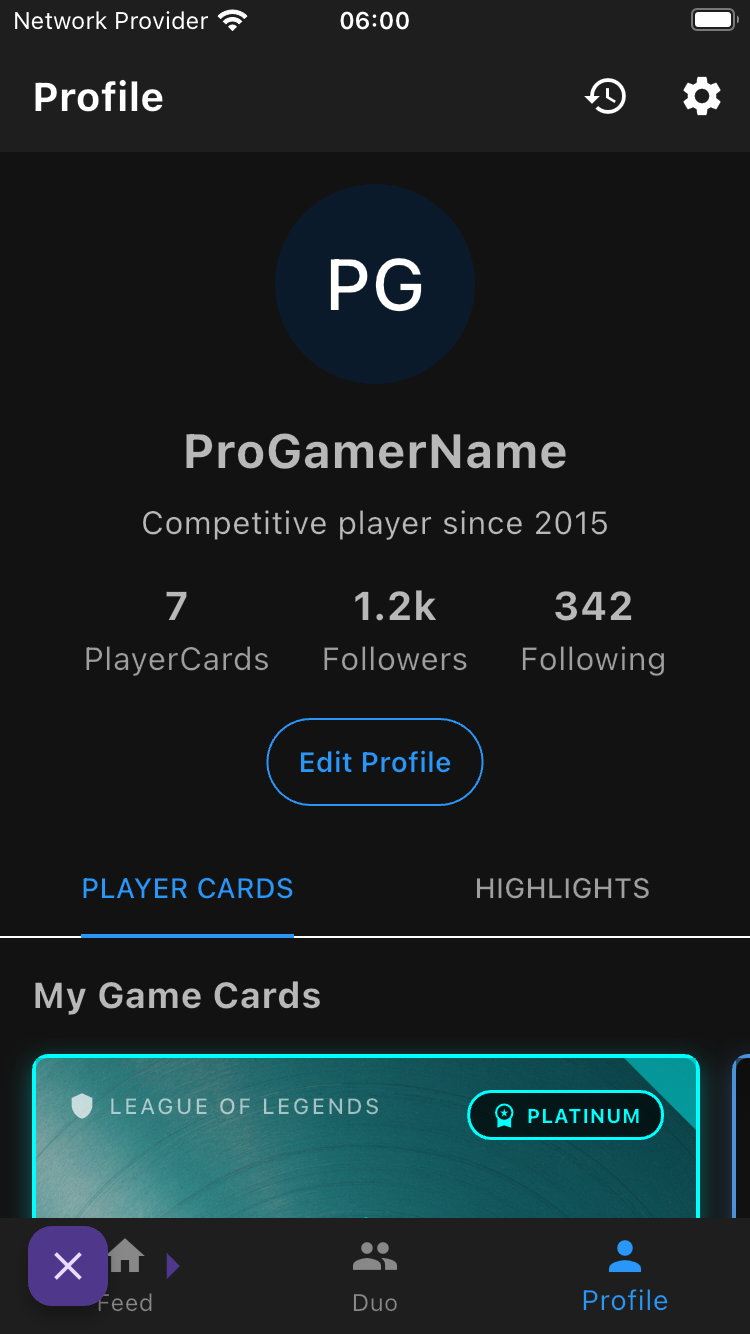 Network Provider 06:00
Profile
PG
ProGamerName
Competitive player since 2015
7 1.2k 342
PlayerCards Followers Following
Edit Profile
PLAYER CARDS HIGHLIGHTS
My Game Cards
LEAGUE OF LEGENDS PLATINUM
Feed Duo Profile